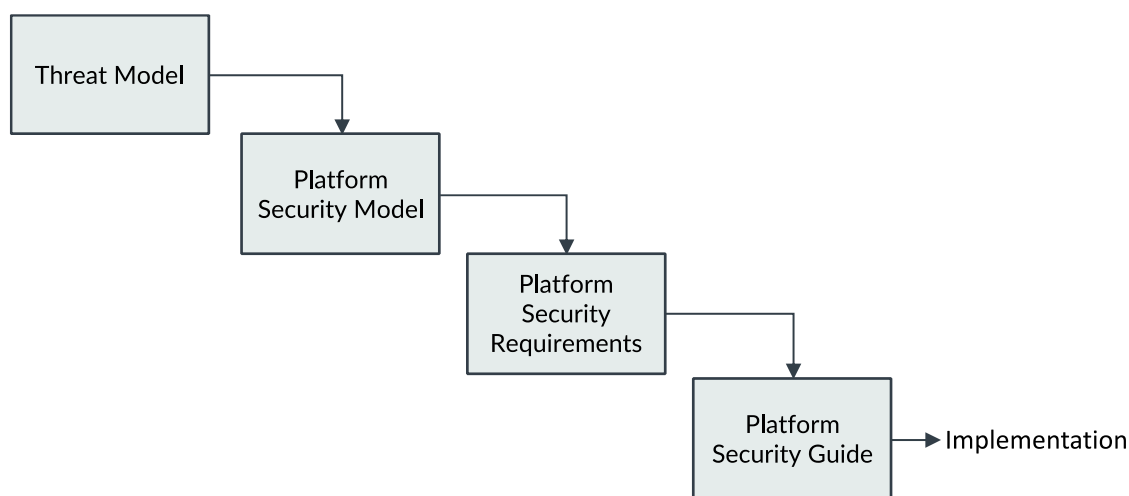 Threat Model
Platform
Security Model
Platform
Security
Requirements
Platform
Security Guide
Implementation